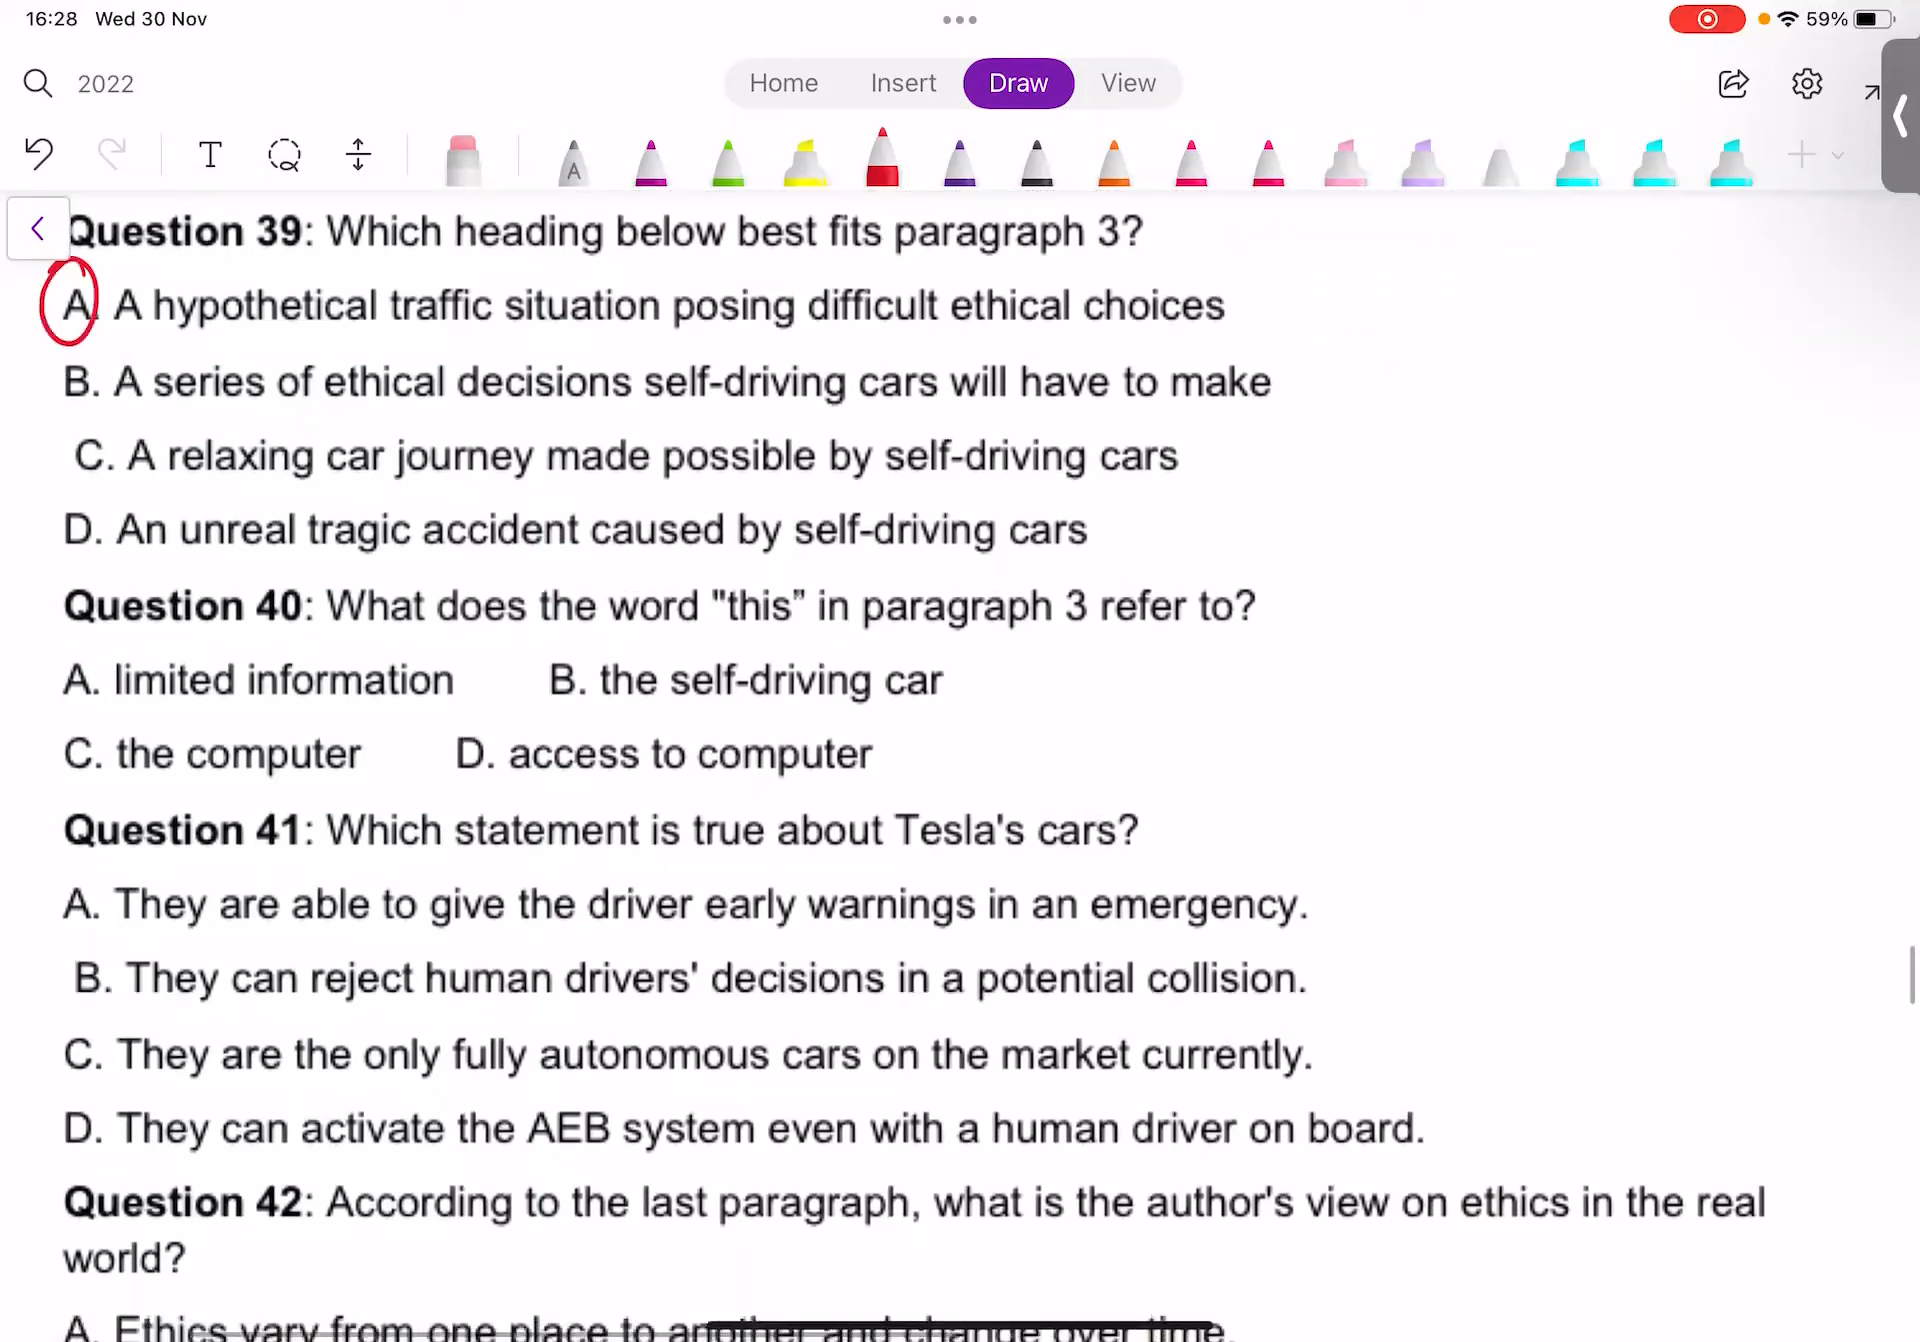 16:28 Wed 30 Nov
59%
2022
Home Insert Draw View
T
A
Question 39: Which heading below best fits paragraph 3?
A. A hypothetical traffic situation posing difficult ethical choices
B. A series of ethical decisions self-driving cars will have to make
C. A relaxing car journey made possible by self-driving cars
D. An unreal tragic accident caused by self-driving cars
Question 40: What does the word "this” in paragraph 3 refer to?
A. limited information B. the self-driving car
C. the computer D. access to computer
Question 41: Which statement is true about Tesla's cars?
A. They are able to give the driver early warnings in an emergency.
B. They can reject human drivers' decisions in a potential collision.
C. They are the only fully autonomous cars on the market currently.
D. They can activate the AEB system even with a human driver on board.
Question 42: According to the last paragraph, what is the author's view on ethics in the real
world?
A. Ethics vary from one place to another and change over time.